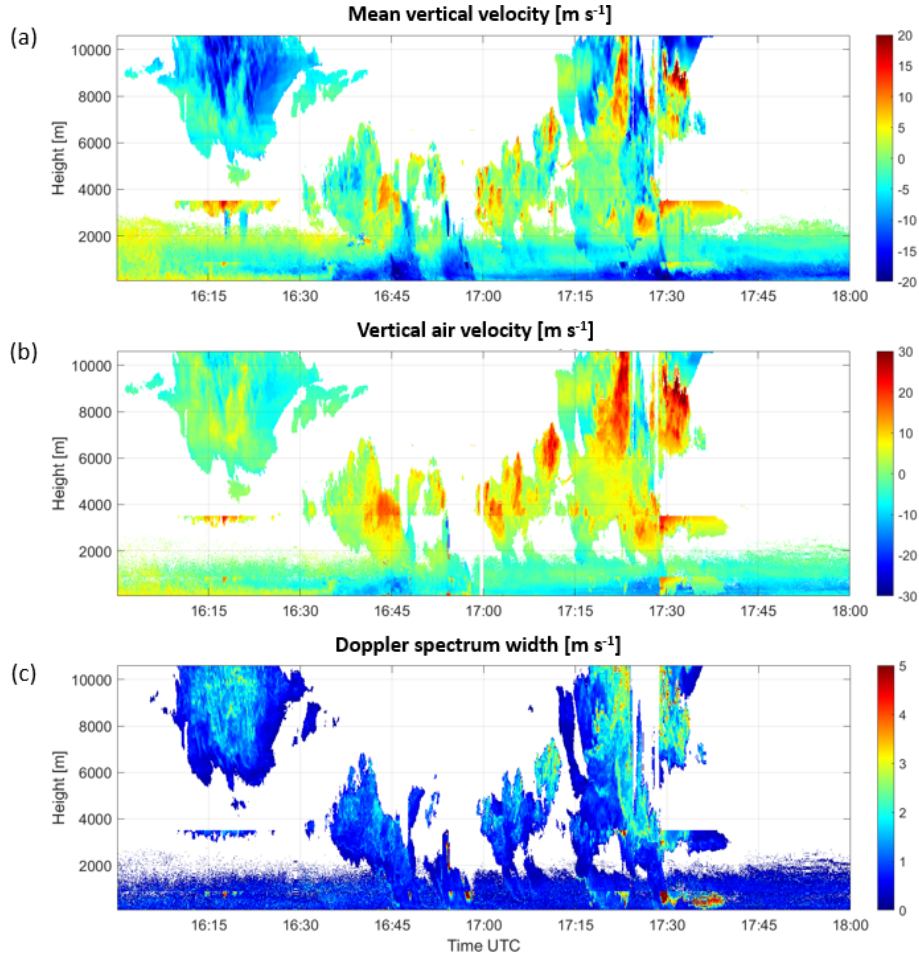 Mean vertical velocity [m s⁻¹]
(a)
10000
8000
6000
4000
2000
Height [m]
16:15 16:30 16:45 17:00 17:15 17:30 17:45 18:00
20
15
10
5
0
-5
-10
-15
-20
Vertical air velocity [m s⁻¹]
(b)
10000
8000
6000
4000
2000
Height [m]
16:15 16:30 16:45 17:00 17:15 17:30 17:45 18:00
30
20
10
0
-10
-20
-30
Doppler spectrum width [m s⁻¹]
(c)
10000
8000
6000
4000
2000
Height [m]
16:15 16:30 16:45 17:00 17:15 17:30 17:45 18:00
Time UTC
5
4
3
2
1
0